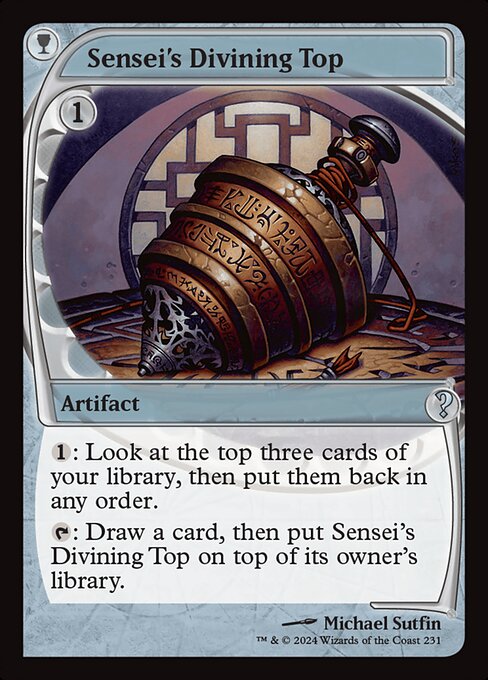 Sensei's Divining Top
1
Artifact
1: Look at the top three cards of
your library, then put them back in
any order.
: Draw a card, then put Sensei's
Divining Top on top of its owner's
library.
Michael Sutfin
™ & © 2024 Wizards of the Coast 231